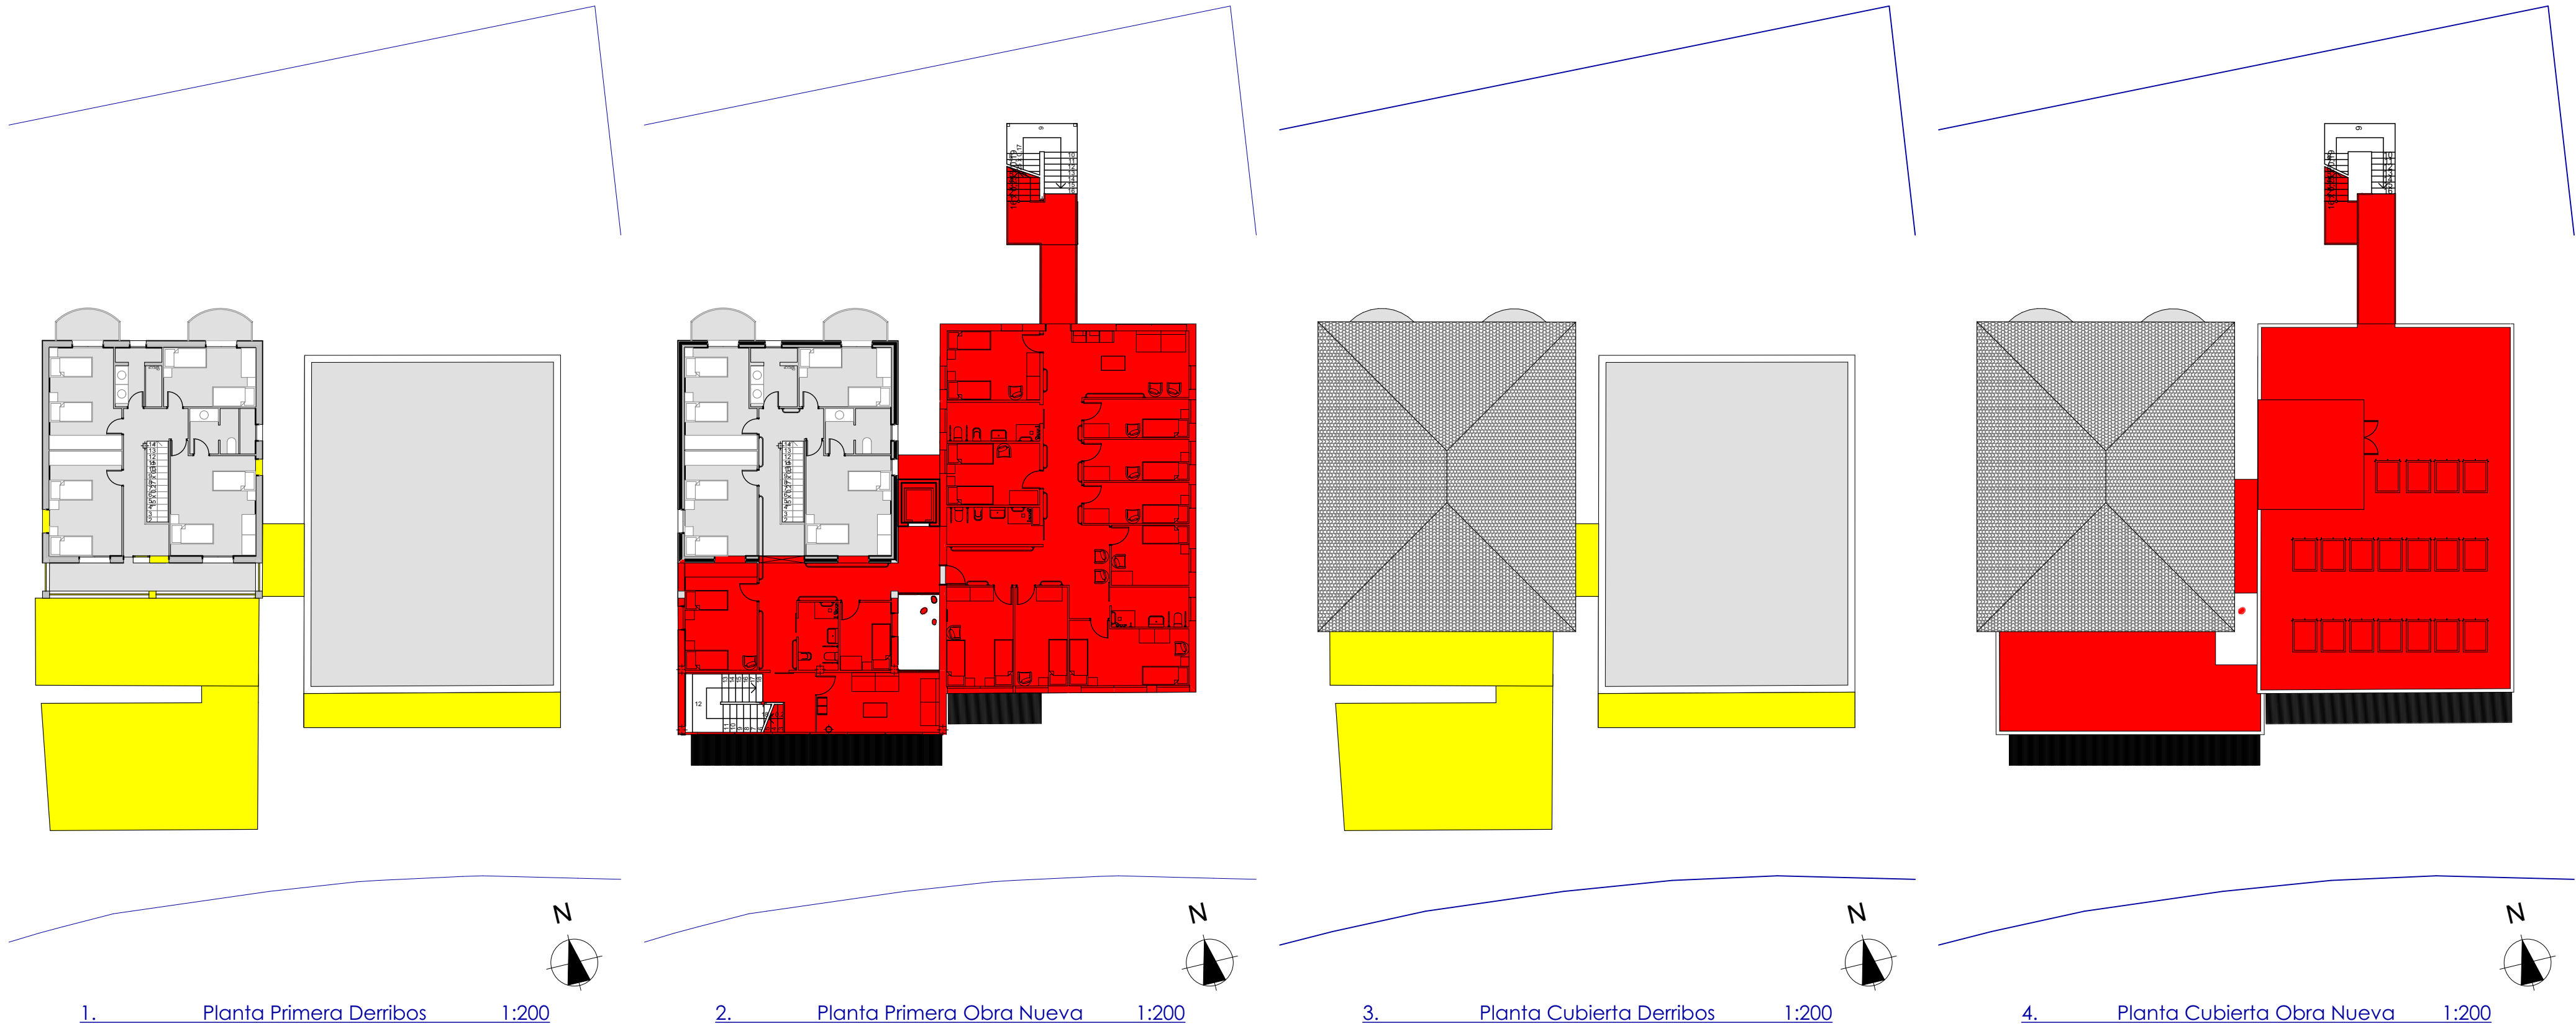 N
N
N
N
1. Planta Primera Derribos 1:200
2. Planta Primera Obra Nueva 1:200
3. Planta Cubierta Derribos 1:200
4. Planta Cubierta Obra Nueva 1:200